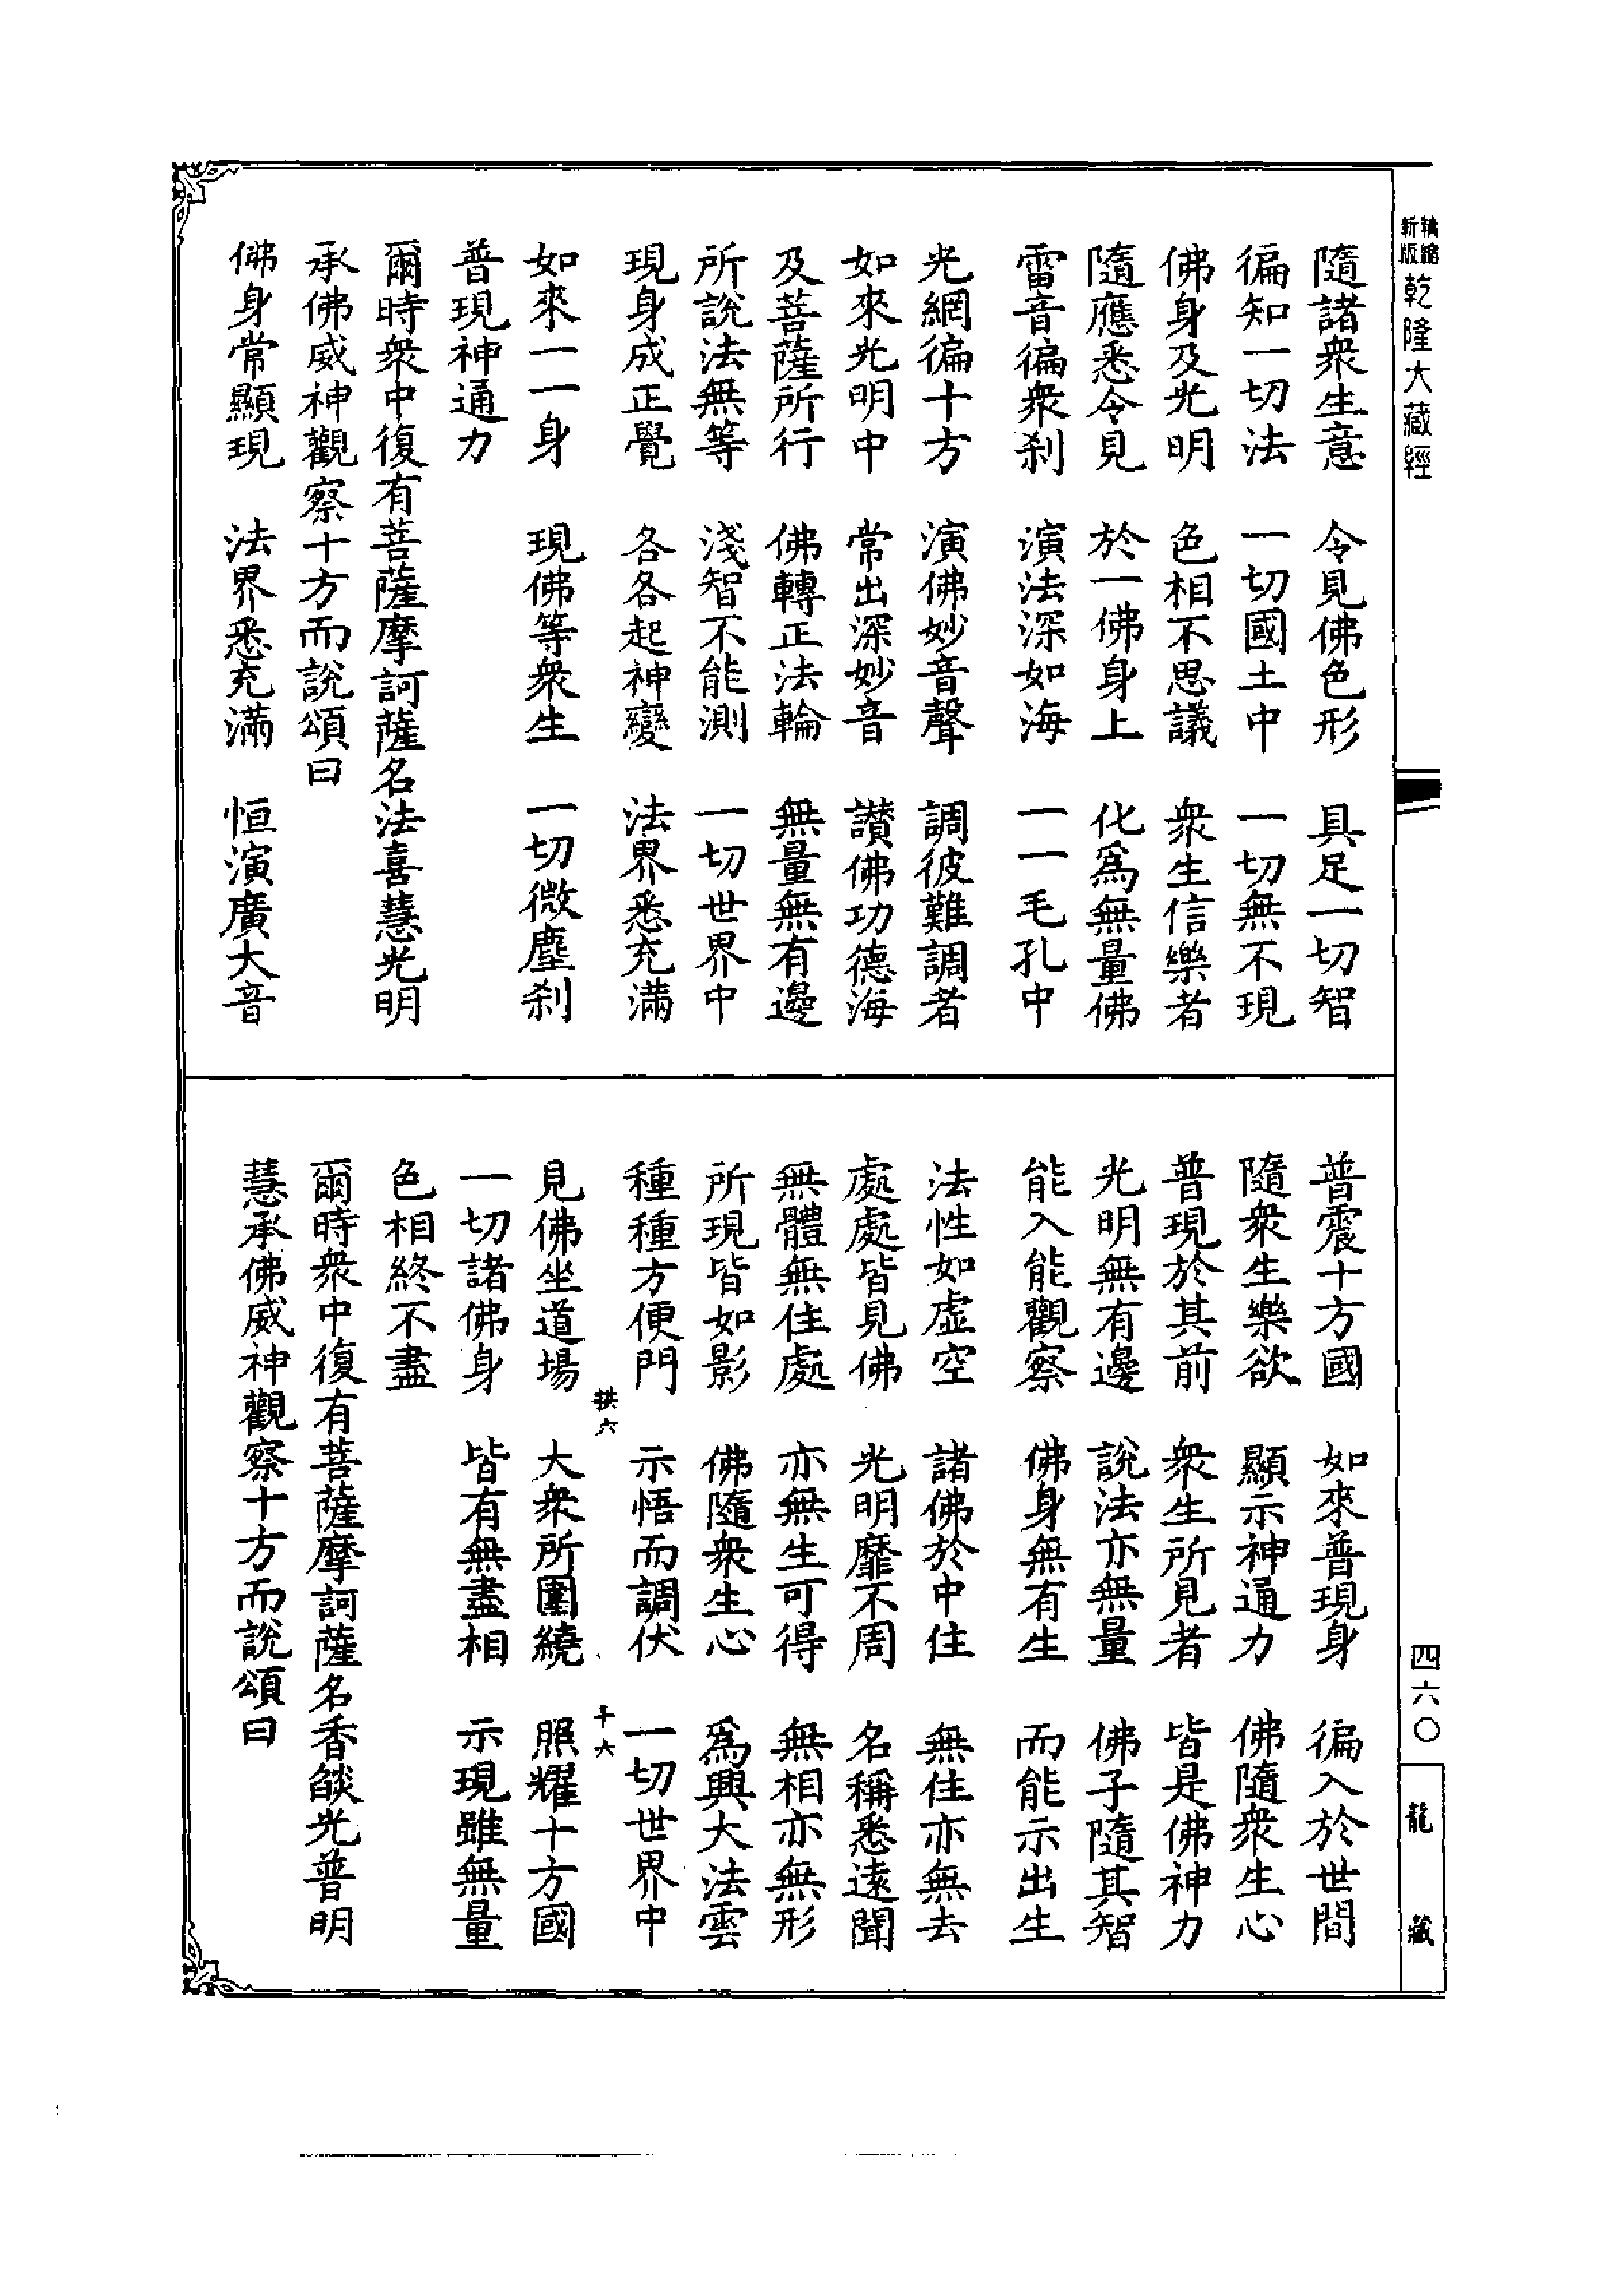 精縮新版乾隆大藏經
隨諸衆生意　令見佛色形　具足一切智
徧知一切法　一切國土中　一切無不現
佛身及光明　色相不思議　衆生信樂者
隨應悉令見　於一佛身上　化爲無量佛
雷音徧衆刹　演法深如海　一一毛孔中
光網徧十方　演佛妙音聲　調彼難調者
如來光明中　常出深妙音　讚佛功德海
及菩薩所行　佛轉正法輪　無量無有邊
所說法無等　淺智不能測　一切世界中
現身成正覺　各各起神變　法界悉充滿
如來一一身　現佛等衆生　一切微塵刹
普現神通力
爾時衆中復有菩薩摩訶薩名法喜慧光明
承佛威神觀察十方而說頌曰
佛身常顯現　法界悉充滿　恒演廣大音
普震十方國　如來普現身　徧入於世間
隨衆生樂欲　顯示神通力　佛隨衆生心
普現於其前　衆生所見者　皆是佛神力
光明無有邊　說法亦無量　佛子隨其智
能入能觀察　佛身無有生　而能示出生
法性如虛空　諸佛於中住　無住亦無去
處處皆見佛　光明靡不周　名稱悉遠聞
無體無住處　亦無生可得　無相亦無形
所現皆如影　佛隨衆生心　爲興大法雲
種種方便門　示悟而調伏　一切世界中
拱六　十六
見佛坐道場　大衆所圍繞　照耀十方國
一切諸佛身　皆有無盡相　示現雖無量
色相終不盡
爾時衆中復有菩薩摩訶薩名香燄光普明
慧承佛威神觀察十方而說頌曰
四六〇
龍藏